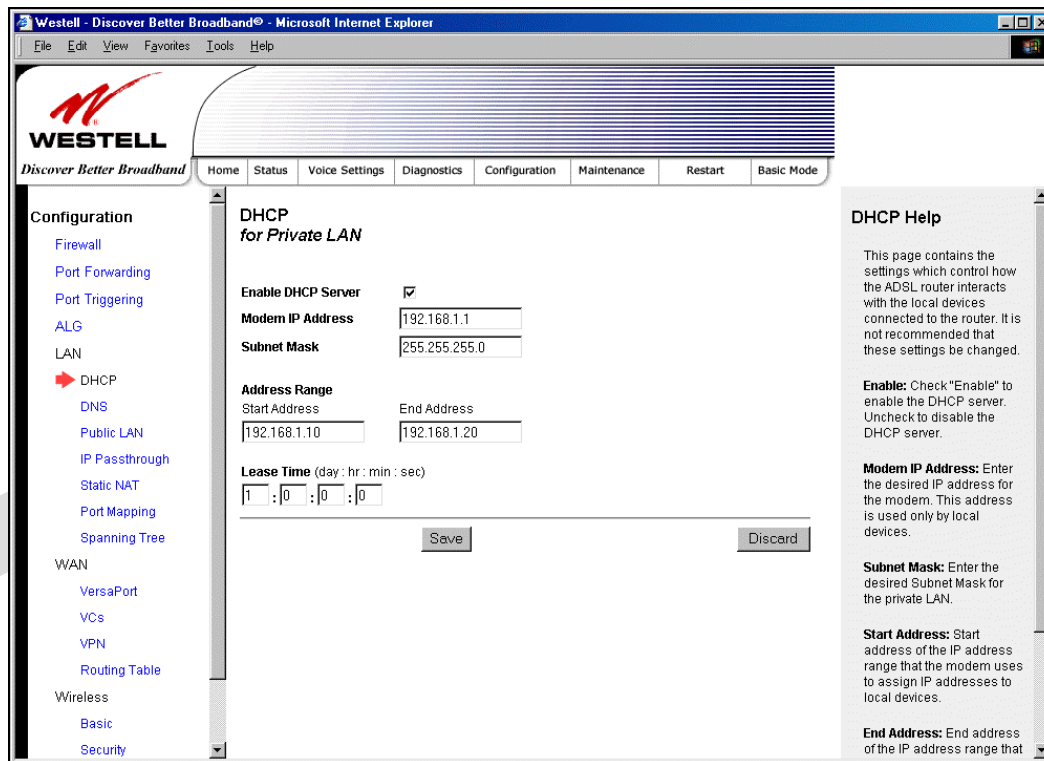 Westell - Discover Better Broadband® - Microsoft Internet Explorer
File Edit View Favorites Tools Help
WESTELL
Discover Better Broadband
Home Status Voice Settings Diagnostics Configuration Maintenance Restart Basic Mode
Configuration
Firewall
Port Forwarding
Port Triggering
ALG
LAN
DHCP
DNS
Public LAN
IP Passthrough
Static NAT
Port Mapping
Spanning Tree
WAN
VersaPort
VCs
VPN
Routing Table
Wireless
Basic
Security
DHCP
for Private LAN
Enable DHCP Server
Modem IP Address 192.168.1.1
Subnet Mask 255.255.255.0
Address Range
Start Address End Address
192.168.1.10 192.168.1.20
Lease Time (day : hr : min : sec)
1 : 0 : 0 : 0
Save Discard
DHCP Help
This page contains the
settings which control how
the ADSL router interacts
with the local devices
connected to the router. It is
not recommended that
these settings be changed.
Enable: Check "Enable" to
enable the DHCP server.
Uncheck to disable the
DHCP server.
Modem IP Address: Enter
the desired IP address for
the modem. This address
is used only by local
devices.
Subnet Mask: Enter the
desired Subnet Mask for
the private LAN.
Start Address: Start
address of the IP address
range that the modem uses
to assign IP addresses to
local devices.
End Address: End address
of the IP address range that